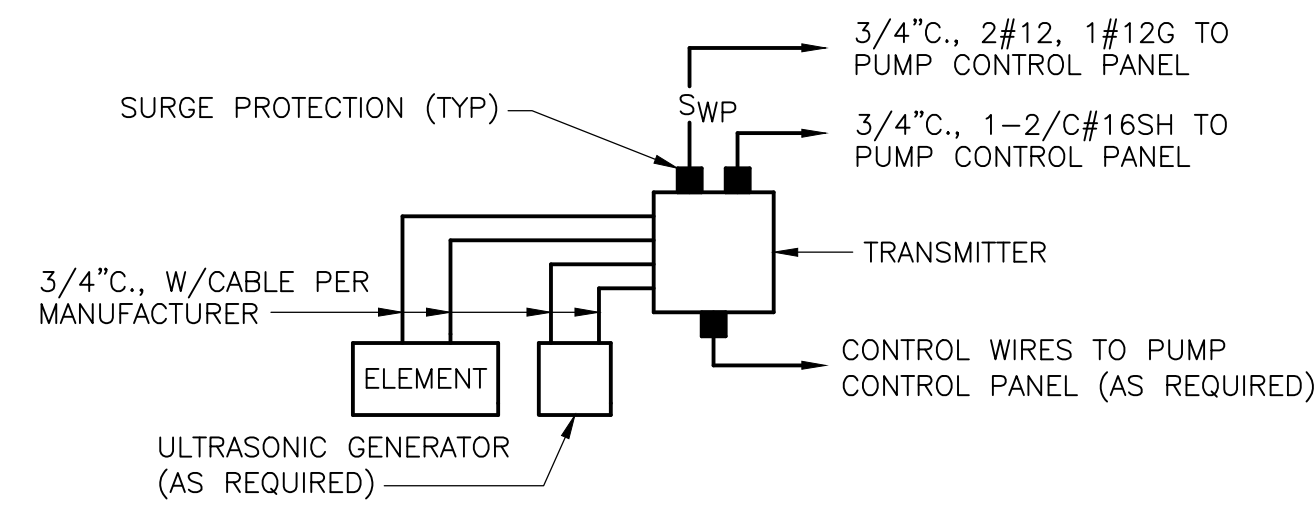 3/4"C., 2#12, 1#12G TO
PUMP CONTROL PANEL
SURGE PROTECTION (TYP)
SWP
3/4"C., 1-2/C#16SH TO
PUMP CONTROL PANEL
TRANSMITTER
3/4"C., W/CABLE PER
MANUFACTURER
CONTROL WIRES TO PUMP
CONTROL PANEL (AS REQUIRED)
ELEMENT
ULTRASONIC GENERATOR
(AS REQUIRED)